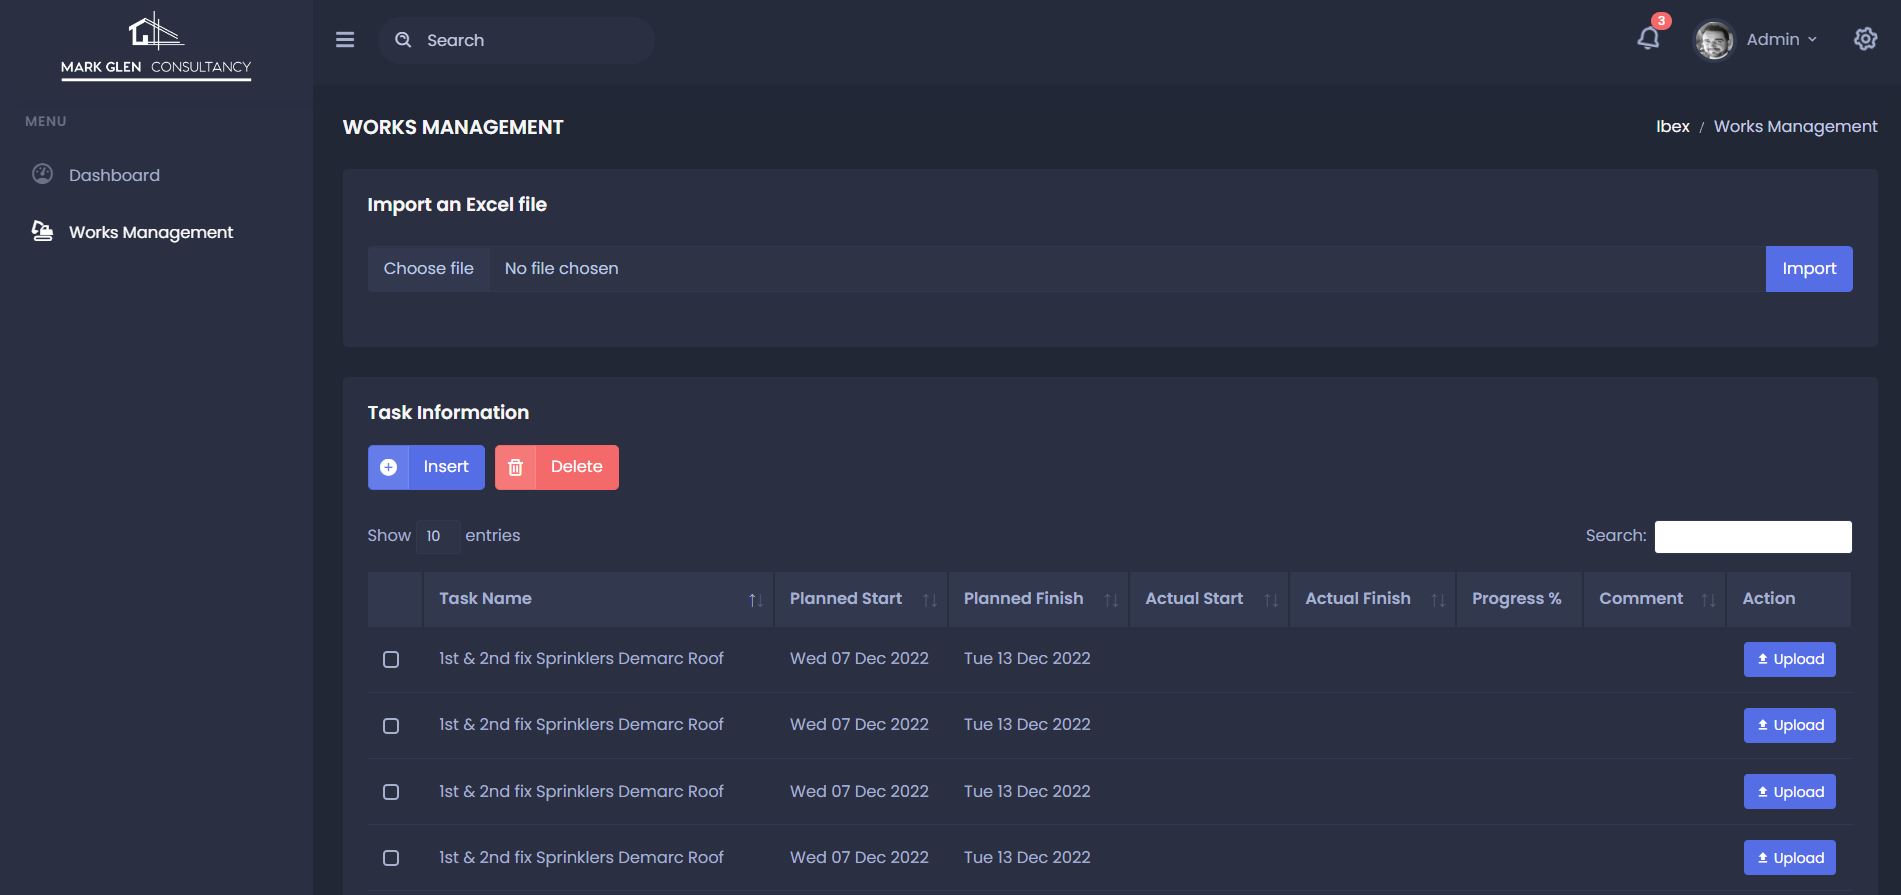 MARK GLEN CONSULTANCY
MENU
Dashboard
Works Management
Search
3
Admin
WORKS MANAGEMENT
Ibex / Works Management
Import an Excel file
Choose file No file chosen Import
Task Information
Insert Delete
Show 10 entries Search:
Task Name Planned Start Planned Finish Actual Start Actual Finish Progress % Comment Action
1st & 2nd fix Sprinklers Demarc Roof Wed 07 Dec 2022 Tue 13 Dec 2022 Upload
1st & 2nd fix Sprinklers Demarc Roof Wed 07 Dec 2022 Tue 13 Dec 2022 Upload
1st & 2nd fix Sprinklers Demarc Roof Wed 07 Dec 2022 Tue 13 Dec 2022 Upload
1st & 2nd fix Sprinklers Demarc Roof Wed 07 Dec 2022 Tue 13 Dec 2022 Upload